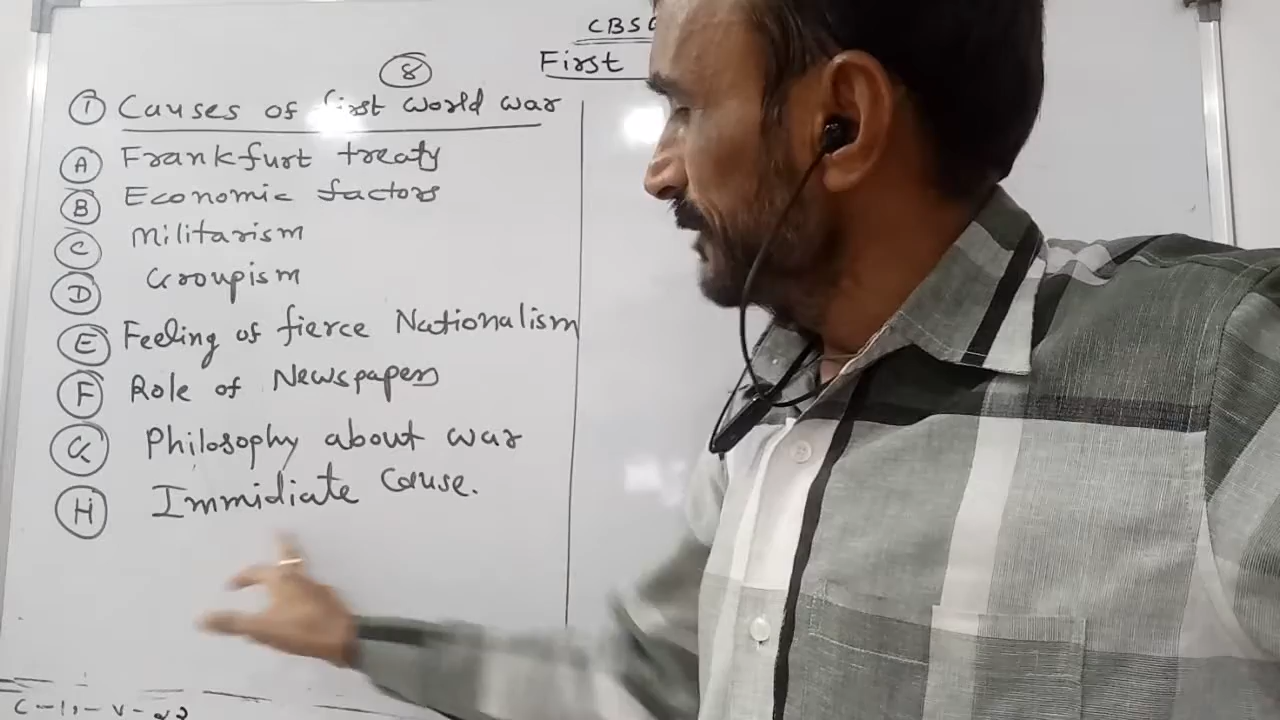 CBSE
First
8
1 Causes of first world war
A Frankfurt treaty
B Economic factors
C Militarism
D Groupism
E Feeling of fierce Nationalism
F Role of Newspapers
G Philosophy about war
H Immidiate cause.